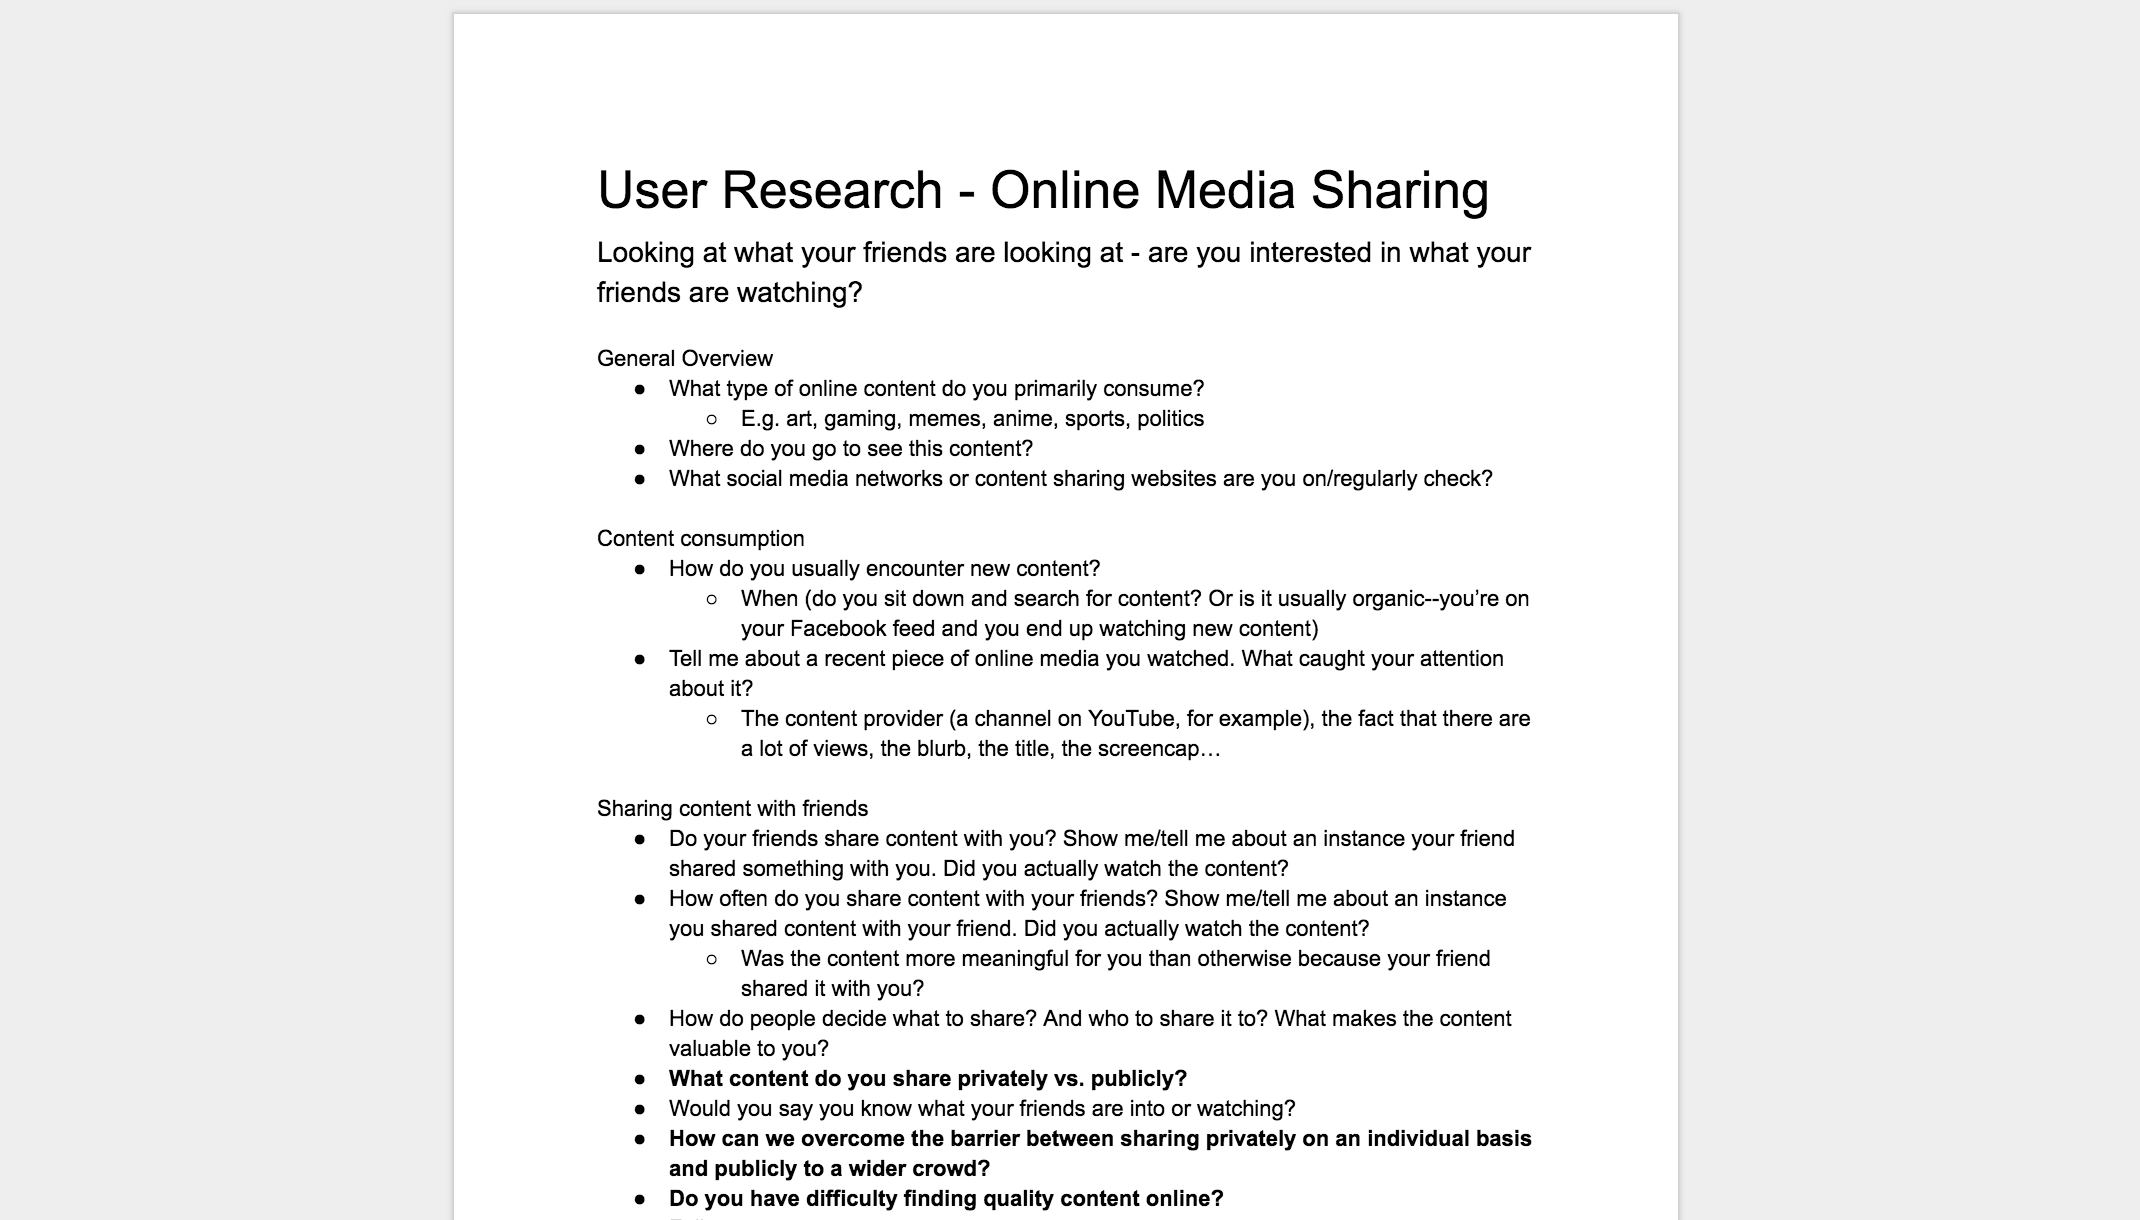 User Research - Online Media Sharing
Looking at what your friends are looking at - are you interested in what your
friends are watching?
General Overview
● What type of online content do you primarily consume?
○ E.g. art, gaming, memes, anime, sports, politics
● Where do you go to see this content?
● What social media networks or content sharing websites are you on/regularly check?
Content consumption
● How do you usually encounter new content?
○ When (do you sit down and search for content? Or is it usually organic--you’re on
your Facebook feed and you end up watching new content)
● Tell me about a recent piece of online media you watched. What caught your attention
about it?
○ The content provider (a channel on YouTube, for example), the fact that there are
a lot of views, the blurb, the title, the screencap…
Sharing content with friends
● Do your friends share content with you? Show me/tell me about an instance your friend
shared something with you. Did you actually watch the content?
● How often do you share content with your friends? Show me/tell me about an instance
you shared content with your friend. Did you actually watch the content?
○ Was the content more meaningful for you than otherwise because your friend
shared it with you?
● How do people decide what to share? And who to share it to? What makes the content
valuable to you?
● What content do you share privately vs. publicly?
● Would you say you know what your friends are into or watching?
● How can we overcome the barrier between sharing privately on an individual basis
and publicly to a wider crowd?
● Do you have difficulty finding quality content online?